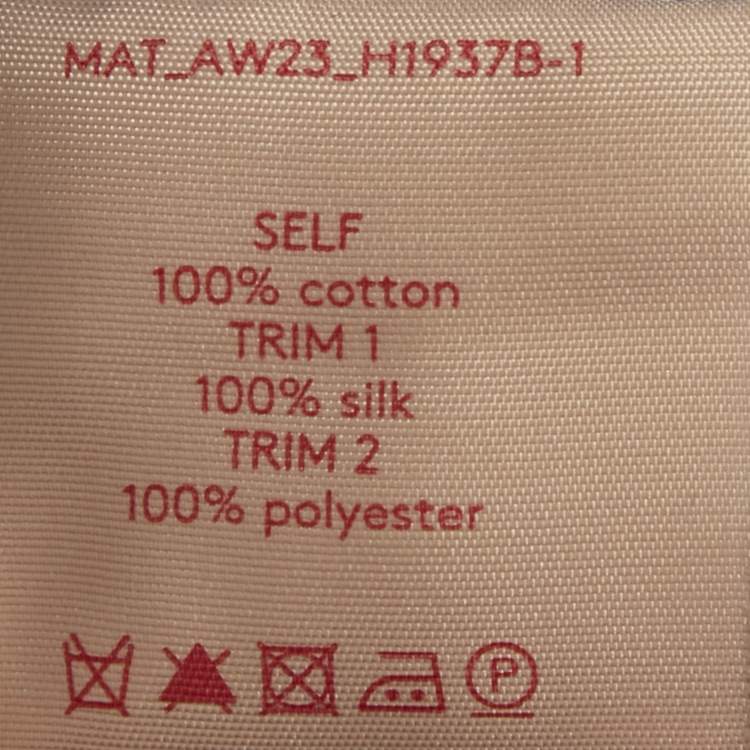 MAT_AW23_H1937B-1
SELF
100% cotton
TRIM 1
100% silk
TRIM 2
100% polyester
P